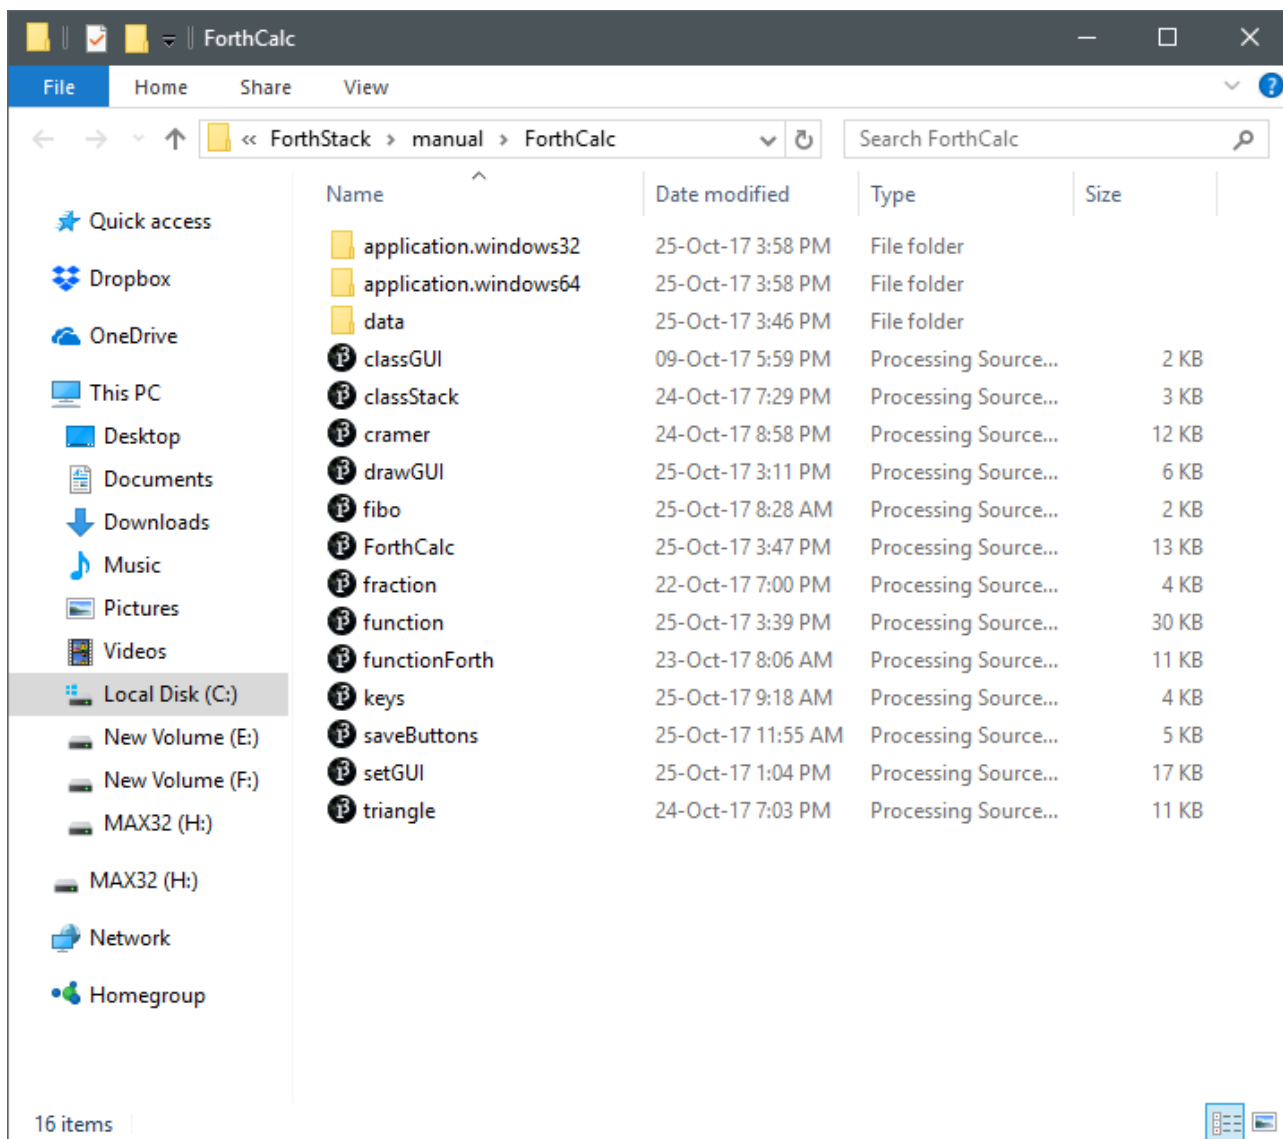 ForthCalc
File Home Share View
« ForthStack > manual > ForthCalc Search ForthCalc
Name Date modified Type Size
Quick access
Dropbox
OneDrive
This PC
Desktop
Documents
Downloads
Music
Pictures
Videos
Local Disk (C:)
New Volume (E:)
New Volume (F:)
MAX32 (H:)
MAX32 (H:)
Network
Homegroup
application.windows32 25-Oct-17 3:58 PM File folder
application.windows64 25-Oct-17 3:58 PM File folder
data 25-Oct-17 3:46 PM File folder
classGUI 09-Oct-17 5:59 PM Processing Source... 2 KB
classStack 24-Oct-17 7:29 PM Processing Source... 3 KB
cramer 24-Oct-17 8:58 PM Processing Source... 12 KB
drawGUI 25-Oct-17 3:11 PM Processing Source... 6 KB
fibo 25-Oct-17 8:28 AM Processing Source... 2 KB
ForthCalc 25-Oct-17 3:47 PM Processing Source... 13 KB
fraction 22-Oct-17 7:00 PM Processing Source... 4 KB
function 25-Oct-17 3:39 PM Processing Source... 30 KB
functionForth 23-Oct-17 8:06 AM Processing Source... 11 KB
keys 25-Oct-17 9:18 AM Processing Source... 4 KB
saveButtons 25-Oct-17 11:55 AM Processing Source... 5 KB
setGUI 25-Oct-17 1:04 PM Processing Source... 17 KB
triangle 24-Oct-17 7:03 PM Processing Source... 11 KB
16 items